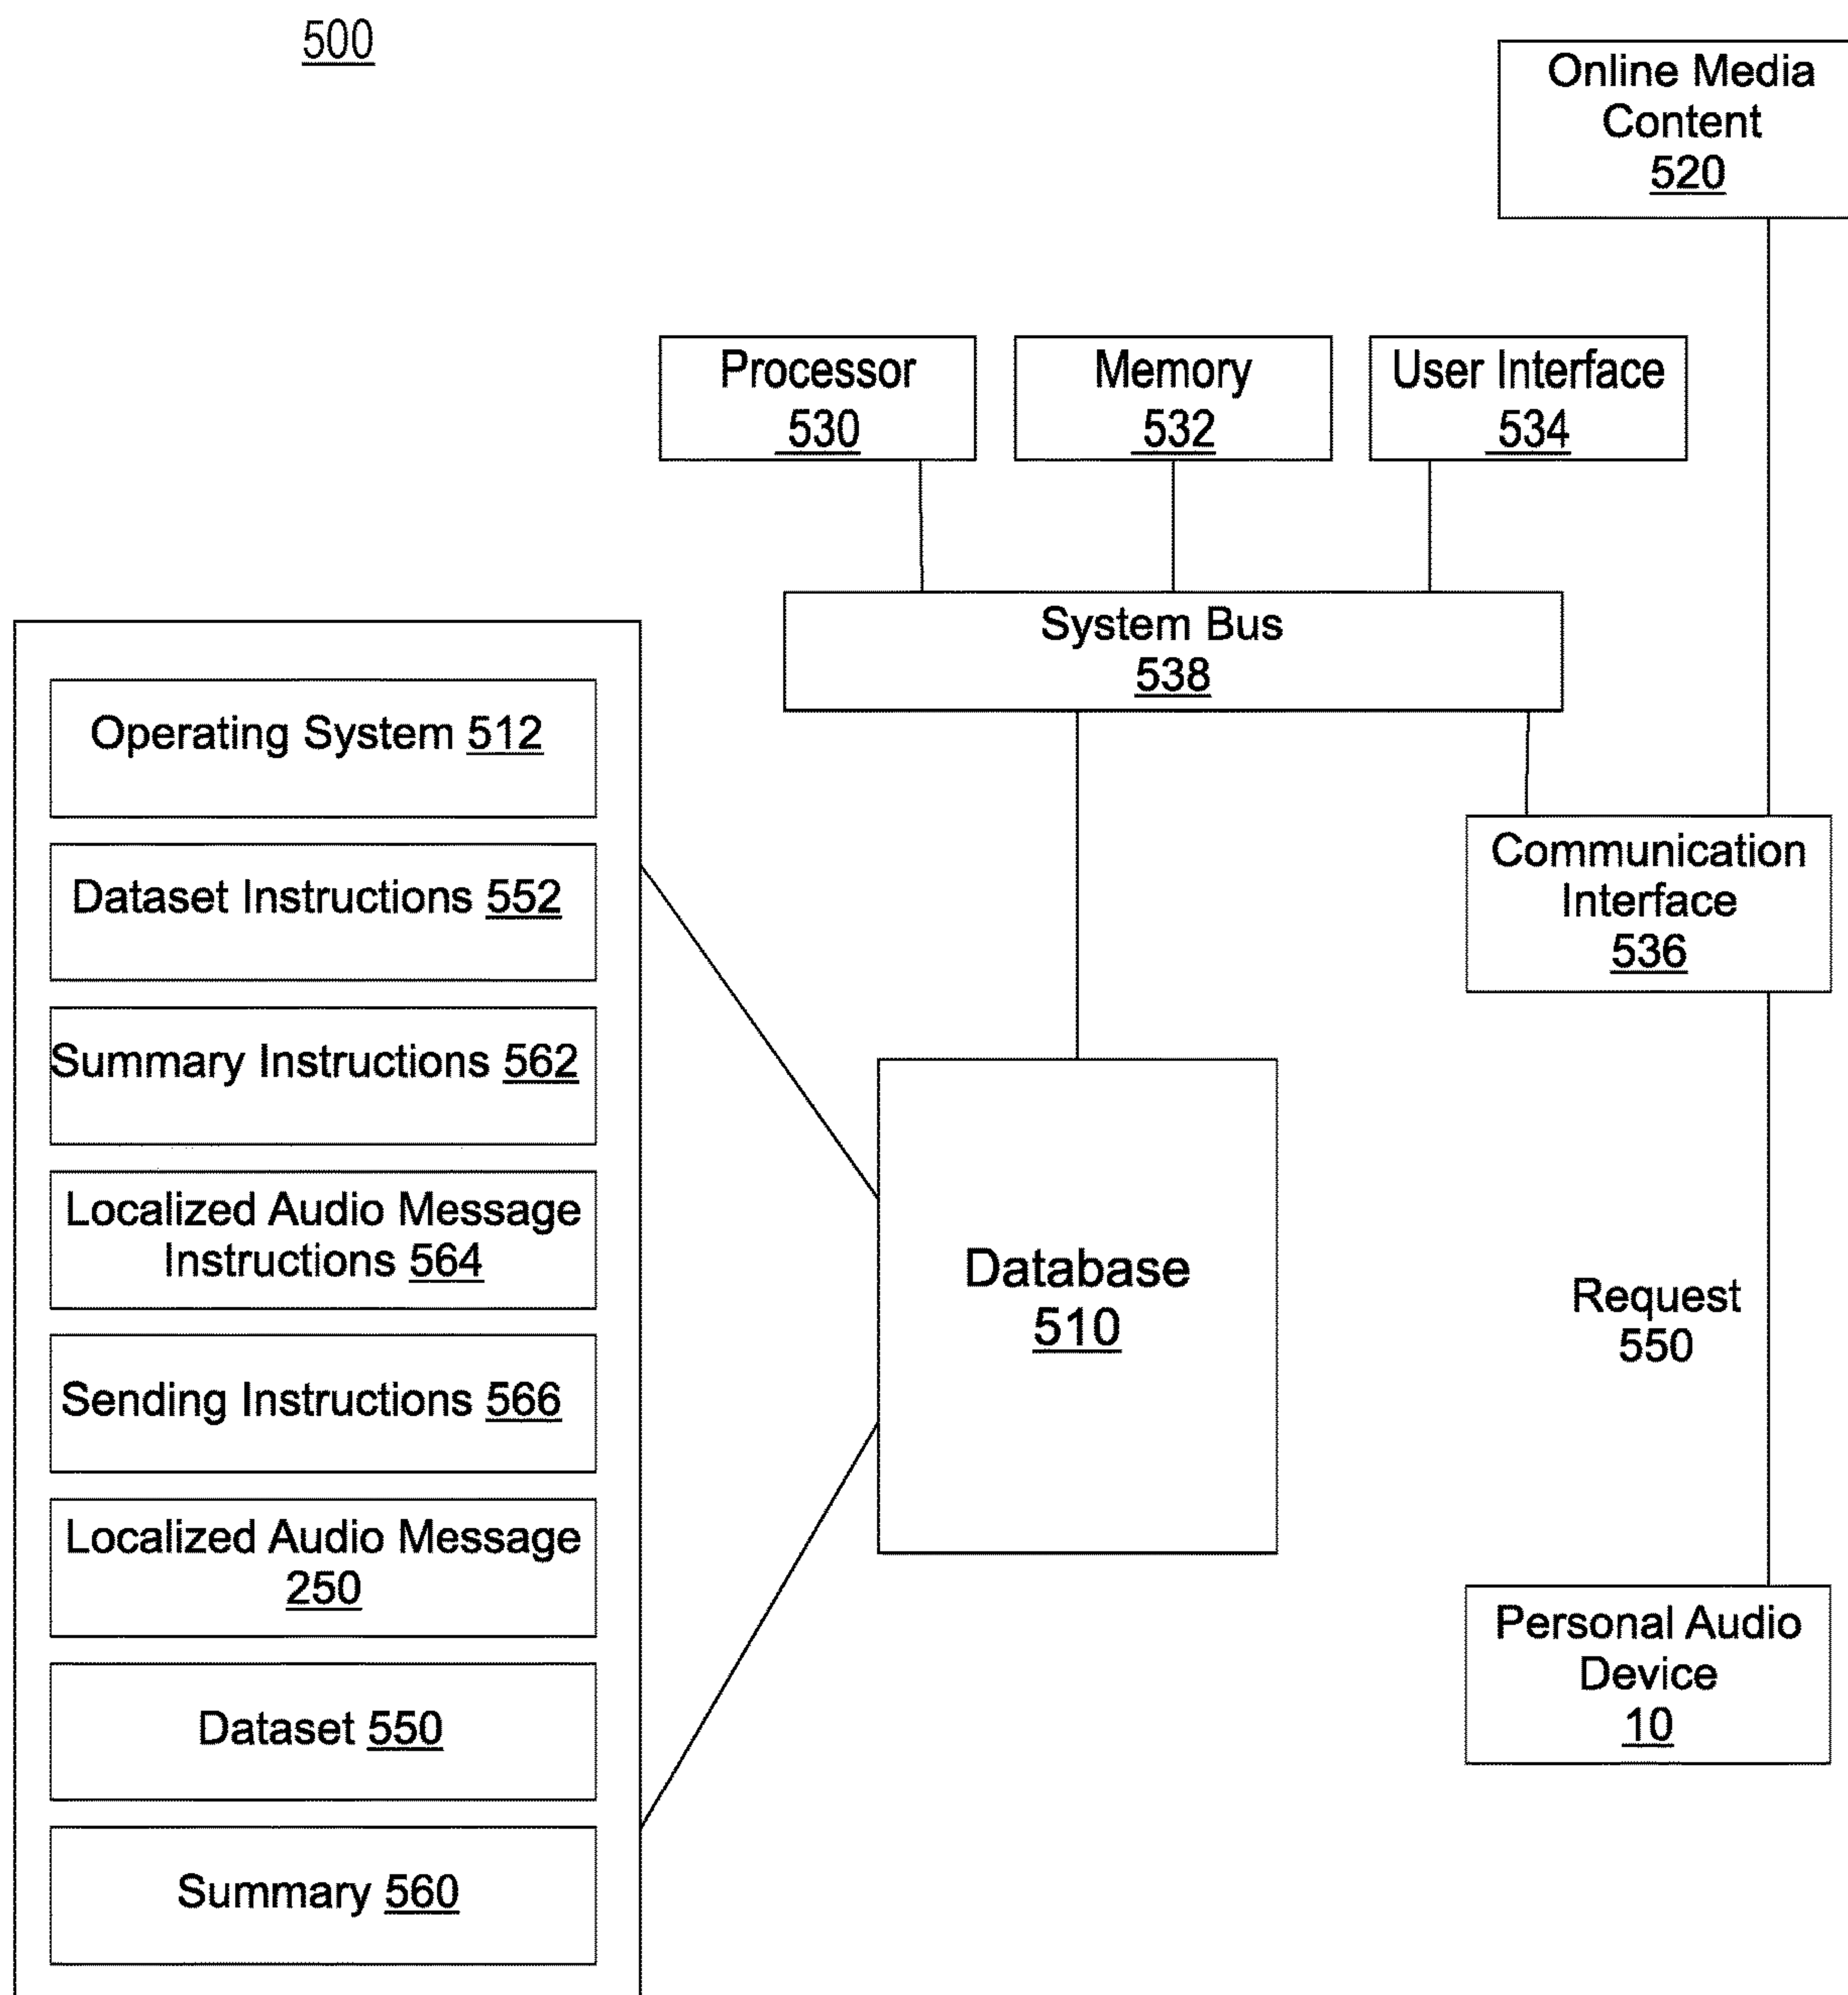 500
Online Media
Content
520
Processor
530
Memory
532
User Interface
534
System Bus
538
Operating System 512
Dataset Instructions 552
Summary Instructions 562
Localized Audio Message
Instructions 564
Sending Instructions 566
Localized Audio Message
250
Dataset 550
Summary 560
Communication
Interface
536
Database
510
Request
550
Personal Audio
Device
10